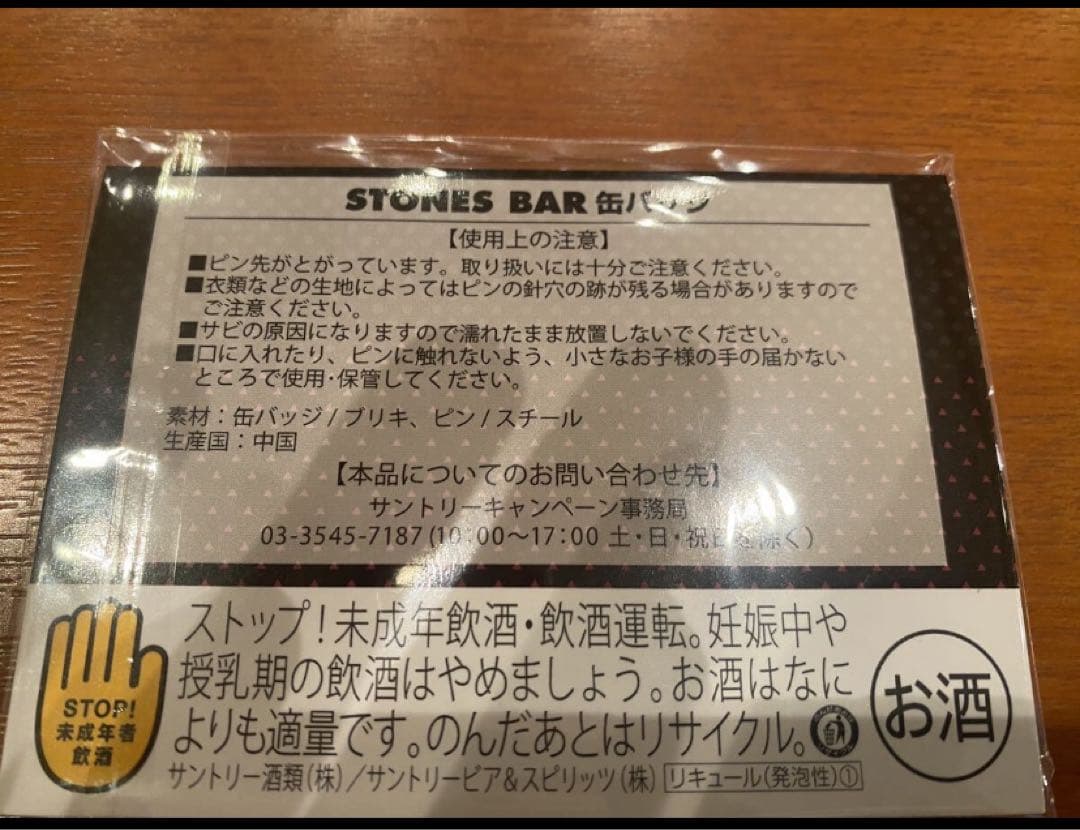 STONES BAR 缶バッジ
【使用上の注意】
■ピン先がとがっています。取り扱いには十分ご注意ください。
■衣類などの生地によってはピンの針穴の跡が残る場合がありますので
ご注意ください。
■サビの原因になりますので濡れたまま放置しないでください。
■口に入れたり、ピンに触れないよう、小さなお子様の手の届かない
ところで使用・保管してください。
素材：缶バッジ/ブリキ、ピン/スチール
生産国：中国
【本品についてのお問い合わせ先】
サントリーキャンペーン事務局
03-3545-7187(10:00〜17:00 土・日・祝日を除く)
ストップ!未成年飲酒・飲酒運転。妊娠中や
授乳期の飲酒はやめましょう。お酒はなに
よりも適量です。のんだあとはリサイクル。
サントリー酒類(株)/サントリービア&スピリッツ(株) リキュール(発泡性)①
STOP!
未成年者
飲酒
お酒